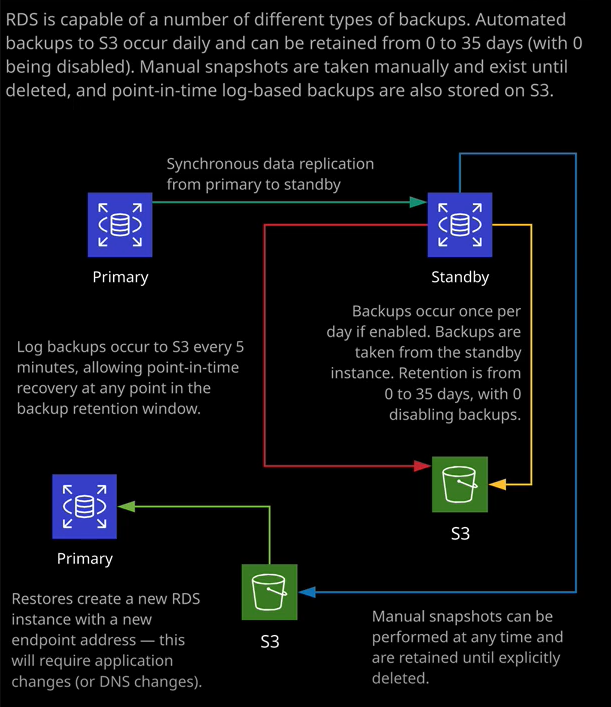 RDS is capable of a number of different types of backups. Automated
backups to S3 occur daily and can be retained from 0 to 35 days (with 0
being disabled). Manual snapshots are taken manually and exist until
deleted, and point-in-time log-based backups are also stored on S3.
Synchronous data replication
from primary to standby
Primary
Standby
Backups occur once per
day if enabled. Backups are
taken from the standby
instance. Retention is from
0 to 35 days, with 0
disabling backups.
Log backups occur to S3 every 5
minutes, allowing point-in-time
recovery at any point in the
backup retention window.
S3
Primary
Restores create a new RDS
instance with a new
endpoint address — this
will require application
changes (or DNS changes).
S3
Manual snapshots can be
performed at any time and
are retained until explicitly
deleted.